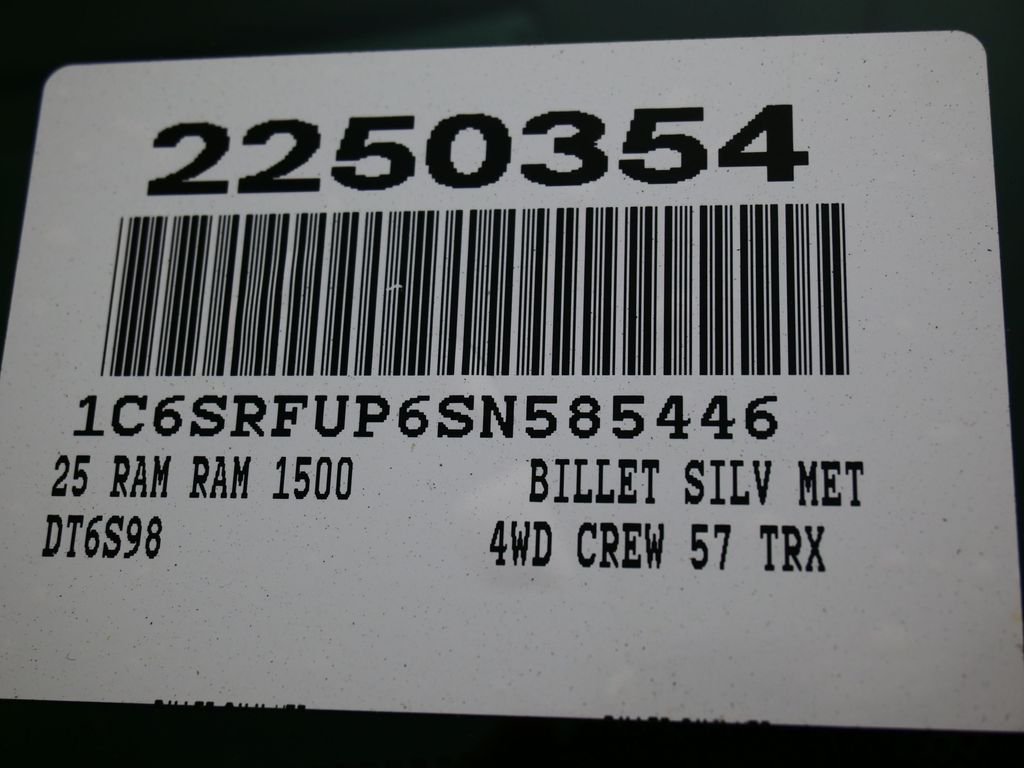 2250354
1C6SRFUP6SN585446
25 RAM RAM 1500 BILLET SILV MET
DT6S98 4WD CREW 57 TRX